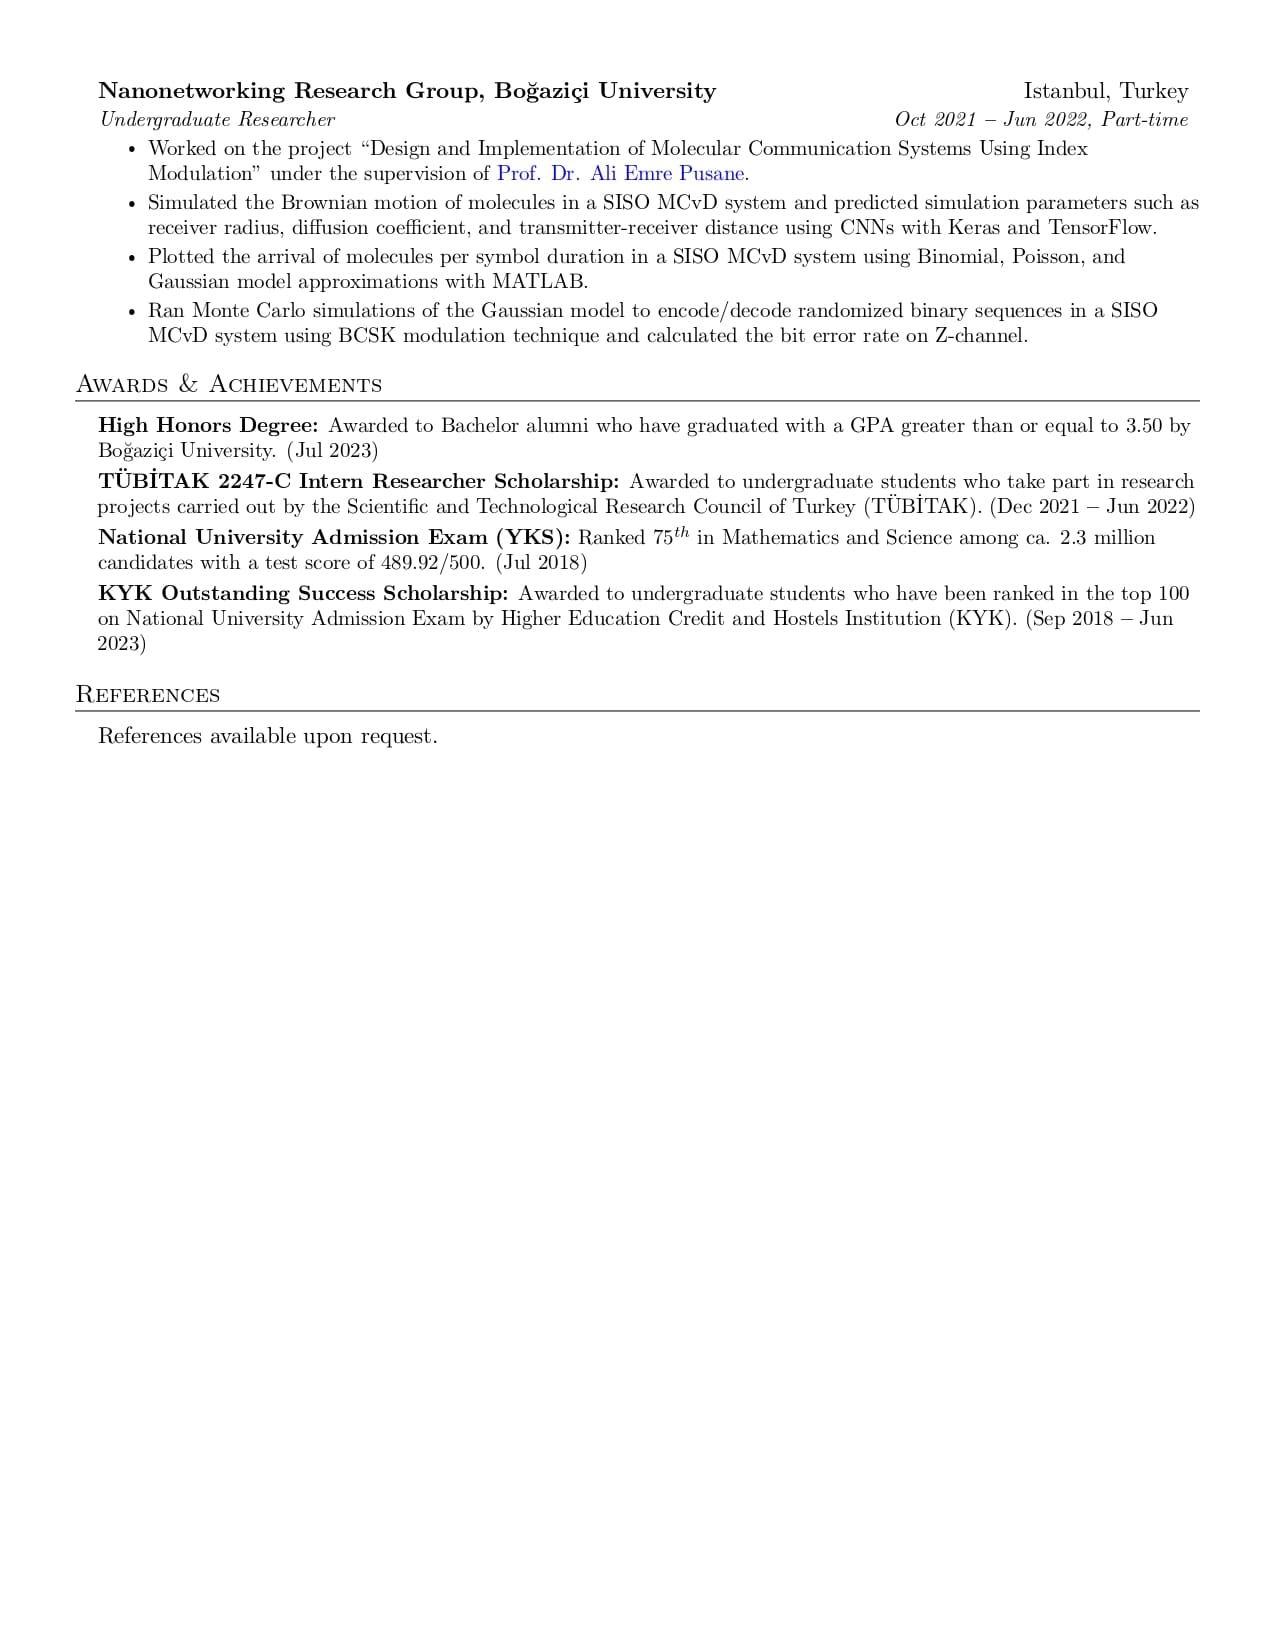 Nanonetworking Research Group, Boğaziçi University Istanbul, Turkey
Undergraduate Researcher Oct 2021 – Jun 2022, Part-time
• Worked on the project “Design and Implementation of Molecular Communication Systems Using Index
Modulation” under the supervision of Prof. Dr. Ali Emre Pusane.
• Simulated the Brownian motion of molecules in a SISO MCvD system and predicted simulation parameters such as
receiver radius, diffusion coefficient, and transmitter-receiver distance using CNNs with Keras and TensorFlow.
• Plotted the arrival of molecules per symbol duration in a SISO MCvD system using Binomial, Poisson, and
Gaussian model approximations with MATLAB.
• Ran Monte Carlo simulations of the Gaussian model to encode/decode randomized binary sequences in a SISO
MCvD system using BCSK modulation technique and calculated the bit error rate on Z-channel.
Awards & Achievements
High Honors Degree: Awarded to Bachelor alumni who have graduated with a GPA greater than or equal to 3.50 by
Boğaziçi University. (Jul 2023)
TÜBİTAK 2247-C Intern Researcher Scholarship: Awarded to undergraduate students who take part in research
projects carried out by the Scientific and Technological Research Council of Turkey (TÜBİTAK). (Dec 2021 – Jun 2022)
National University Admission Exam (YKS): Ranked 75th in Mathematics and Science among ca. 2.3 million
candidates with a test score of 489.92/500. (Jul 2018)
KYK Outstanding Success Scholarship: Awarded to undergraduate students who have been ranked in the top 100
on National University Admission Exam by Higher Education Credit and Hostels Institution (KYK). (Sep 2018 – Jun
2023)
References
References available upon request.